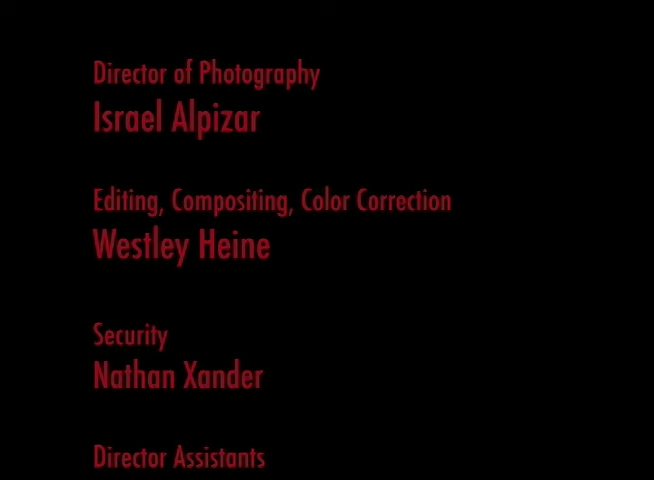 Director of Photography
Israel Alpizar
Editing, Compositing, Color Correction
Westley Heine
Security
Nathan Xander
Director Assistants